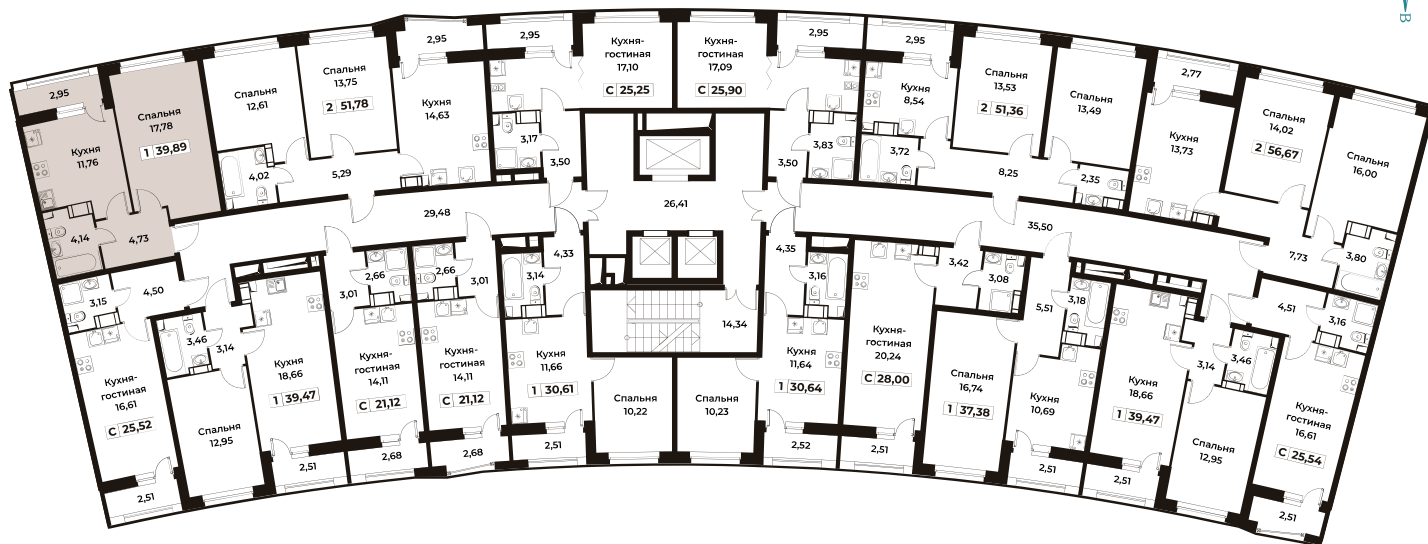 В
2,95
Спальня
17,78
1 39,89
Кухня
11,76
4,14
4,73
Спальня
12,61
Спальня
13,75
2 51,78
2,95
Кухня
14,63
4,02
5,29
2,95
Кухня-
гостиная
17,10
С 25,25
3,17
3,50
Кухня-
гостиная
17,09
С 25,90
2,95
3,83
3,50
2,95
Кухня
8,54
3,72
Спальня
13,53
2 51,36
Спальня
13,49
8,25
2,35
2,77
Кухня
13,73
Спальня
14,02
2 56,67
Спальня
16,00
7,73
3,80
29,48
26,41
35,50
14,34
3,15
4,50
Кухня-
гостиная
16,61
С 25,52
2,51
3,46
3,14
Спальня
12,95
Кухня
18,66
1 39,47
2,51
3,01
2,66
Кухня-
гостиная
14,11
С 21,12
2,68
2,66
3,01
Кухня-
гостиная
14,11
С 21,12
2,68
4,33
3,14
Кухня
11,66
1 30,61
2,51
Спальня
10,22
Спальня
10,23
4,35
3,16
Кухня
11,64
1 30,64
2,52
3,42
3,08
Кухня-
гостиная
20,24
С 28,00
2,51
Спальня
16,74
1 37,38
5,51
3,18
Кухня
10,69
2,51
Кухня
18,66
1 39,47
2,51
3,14
3,46
Спальня
12,95
4,51
3,16
Кухня-
гостиная
16,61
С 25,54
2,51